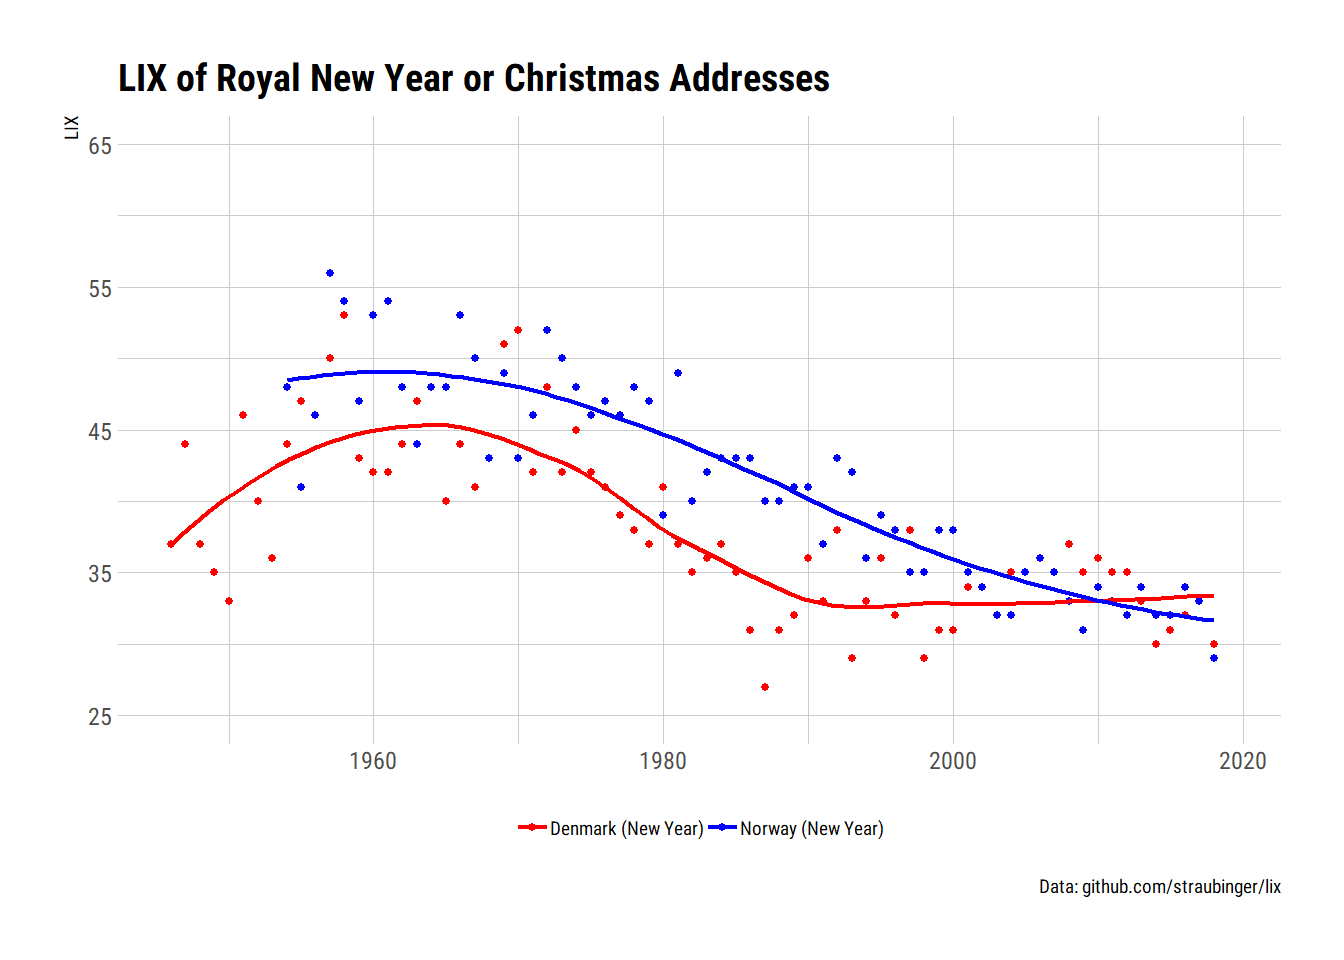 LIX of Royal New Year or Christmas Addresses
LIX
65
55
45
35
25
1960 1980 2000 2020
Denmark (New Year) Norway (New Year)
Data: github.com/straubinger/lix